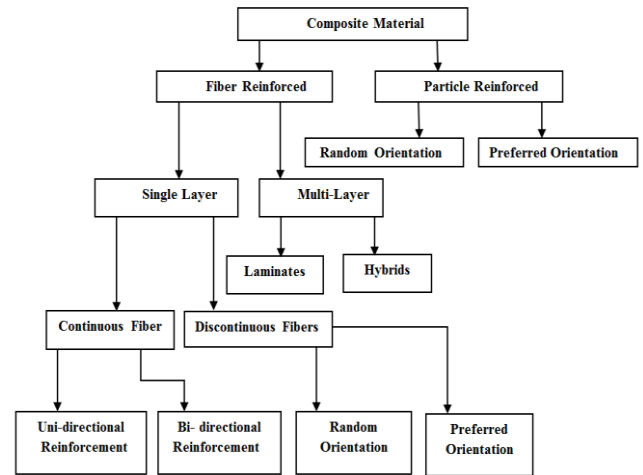 Composite Material
Fiber Reinforced
Particle Reinforced
Random Orientation
Preferred Orientation
Single Layer
Multi-Layer
Laminates
Hybrids
Continuous Fiber
Discontinuous Fibers
Uni-directional
Reinforcement
Bi- directional
Reinforcement
Random
Orientation
Preferred
Orientation